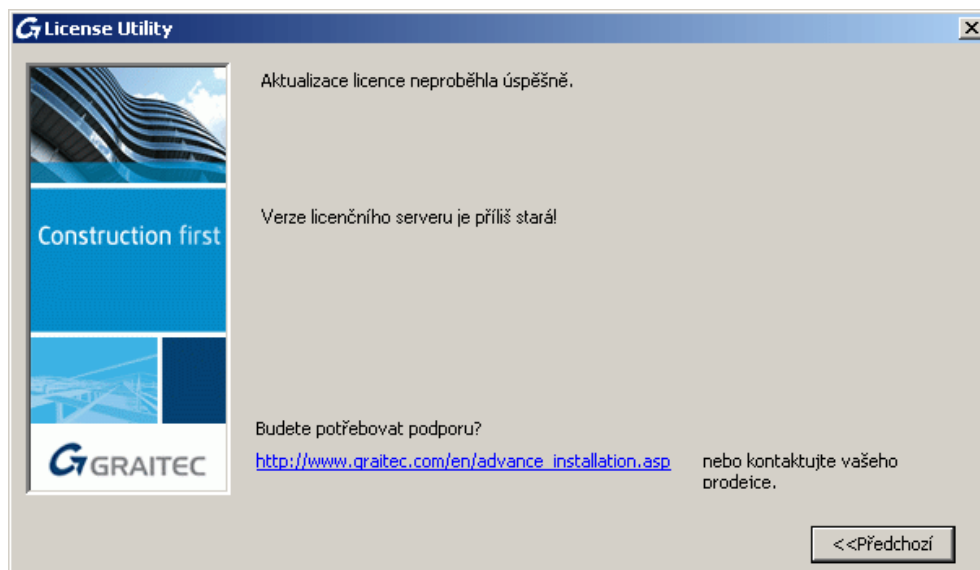 License Utility
Aktualizace licence neproběhla úspěšně.
Verze licenčního serveru je příliš stará!
Construction first
Budete potřebovat podporu?
http://www.graitec.com/en/advance_installation.asp
nebo kontaktujte vašeho
prodejce.
GRAITEC
<<Předchozí